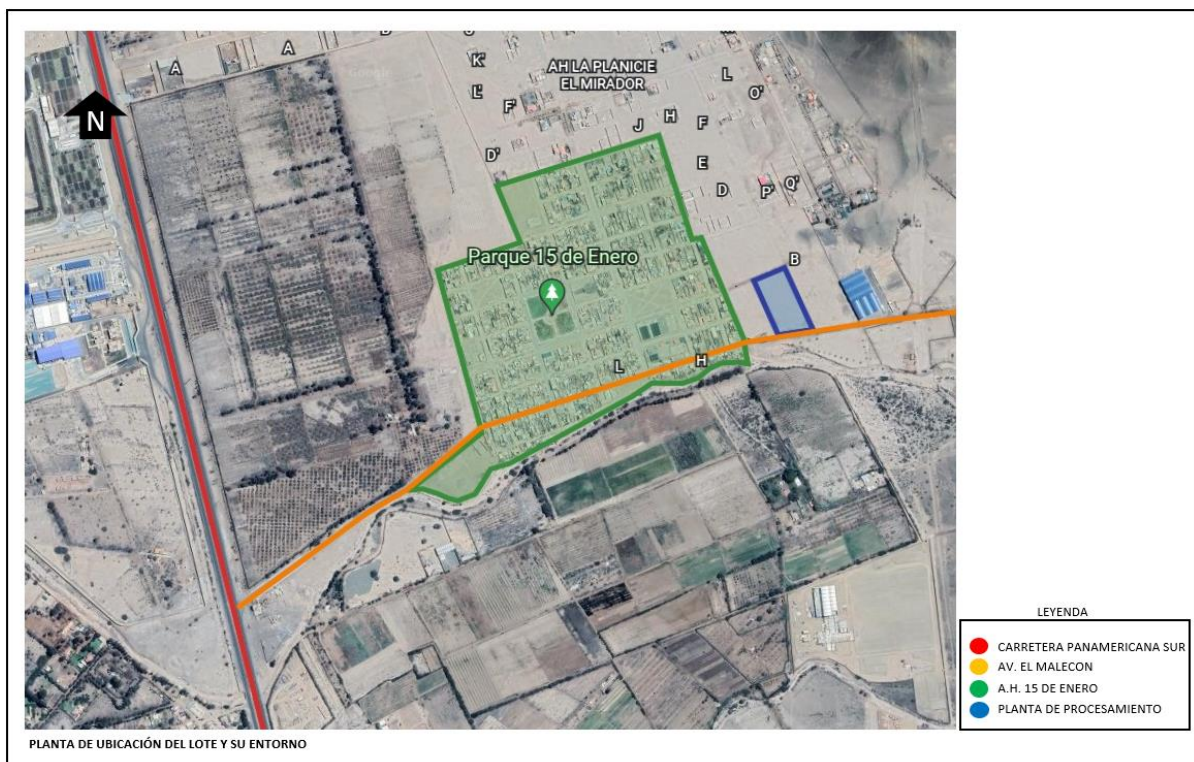 A
A
K'
L'
F'
D'
AH LA PLANICIE
EL MIRADOR
J
H
F
E
D
L
O'
P'
Q'
B
N
Parque 15 de Enero
L
H
LEYENDA
CARRETERA PANAMERICANA SUR
AV. EL MALECON
A.H. 15 DE ENERO
PLANTA DE PROCESAMIENTO
PLANTA DE UBICACIÓN DEL LOTE Y SU ENTORNO